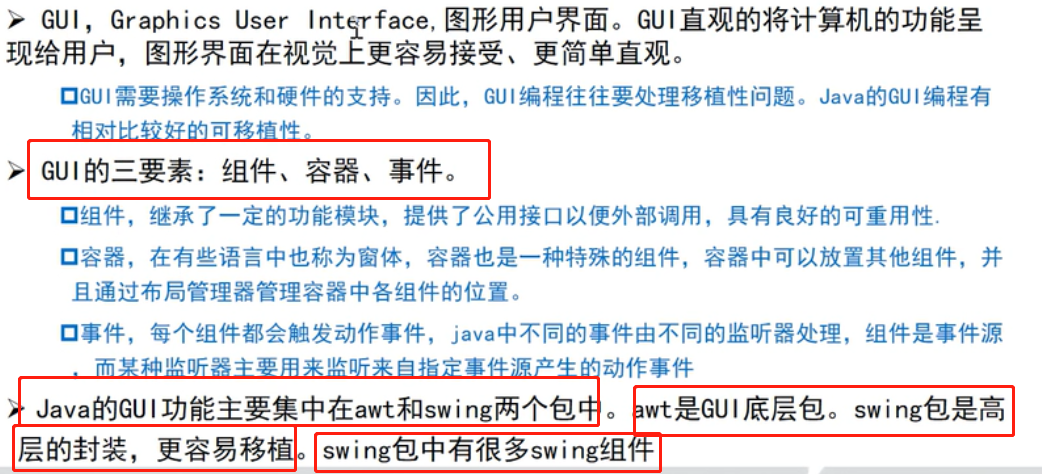 ➢ GUI, Graphics User Interface,图形用户界面。GUI直观的将计算机的功能呈
现给用户，图形界面在视觉上更容易接受、更简单直观。
GUI需要操作系统和硬件的支持。因此，GUI编程往往要处理移植性问题。Java的GUI编程有
相对比较好的可移植性。
➢ GUI的三要素：组件、容器、事件。
组件，继承了一定的功能模块，提供了公用接口以便外部调用，具有良好的可重用性.
容器，在有些语言中也称为窗体，容器也是一种特殊的组件，容器中可以放置其他组件，并
且通过布局管理器管理容器中各组件的位置。
事件，每个组件都会触发动作事件，java中不同的事件由不同的监听器处理，组件是事件源
，而某种监听器主要用来监听来自指定事件源产生的动作事件
➢ Java的GUI功能主要集中在awt和swing两个包中。awt是GUI底层包。swing包是高
层的封装，更容易移植。swing包中有很多swing组件